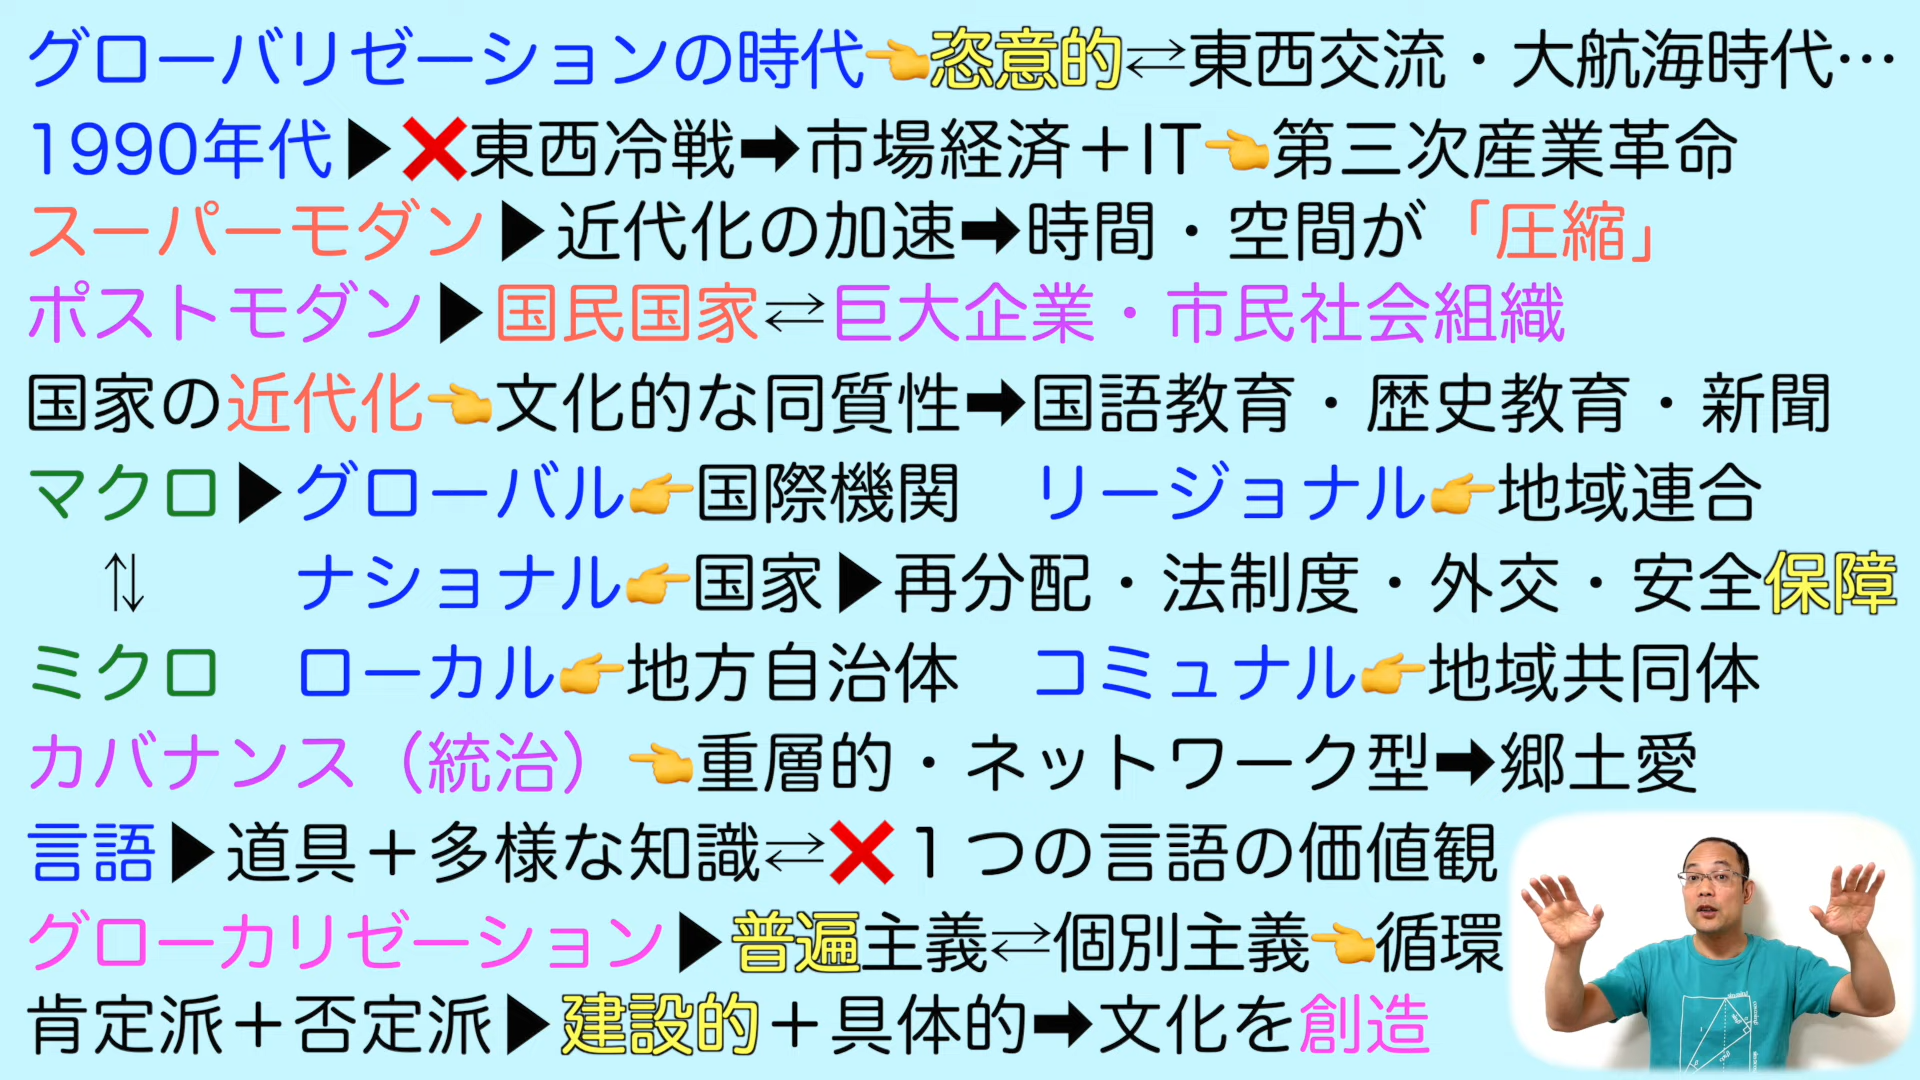 グローバリゼーションの時代👈恣意的⇄東西交流・大航海時代…
1990年代▶❌東西冷戦➡市場経済＋IT👈第三次産業革命
スーパーモダン▶近代化の加速➡時間・空間が「圧縮」
ポストモダン▶国民国家⇄巨大企業・市民社会組織
国家の近代化👈文化的な同質性➡国語教育・歴史教育・新聞
マクロ▶グローバル👉国際機関　リージョナル👉地域連合
⇅　ナショナル👉国家▶再分配・法制度・外交・安全保障
ミクロ　ローカル👉地方自治体　コミュナル👉地域共同体
カバナンス（統治）👈重層的・ネットワーク型➡郷土愛
言語▶道具＋多様な知識⇄❌１つの言語の価値観
グローカリゼーション▶普遍主義⇄個別主義👈循環
肯定派＋否定派▶建設的＋具体的➡文化を創造